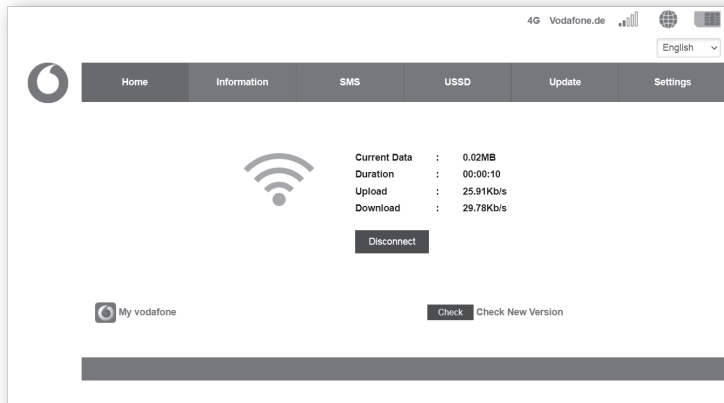 4G Vodafone.de
English
Home Information SMS USSD Update Settings
Current Data : 0.02MB
Duration : 00:00:10
Upload : 25.91Kb/s
Download : 29.78Kb/s
Disconnect
My vodafone
Check Check New Version